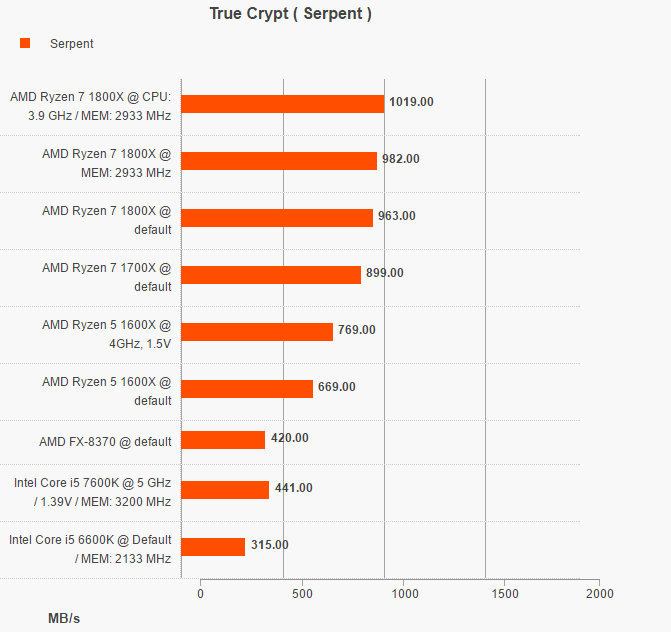 True Crypt ( Serpent )
Serpent
AMD Ryzen 7 1800X @ CPU:
3.9 GHz / MEM: 2933 MHz
1019.00
AMD Ryzen 7 1800X @
MEM: 2933 MHz
982.00
AMD Ryzen 7 1800X @
default
963.00
AMD Ryzen 7 1700X @
default
899.00
AMD Ryzen 5 1600X @
4GHz, 1.5V
769.00
AMD Ryzen 5 1600X @
default
669.00
AMD FX-8370 @ default
420.00
Intel Core i5 7600K @ 5 GHz
/ 1.39V / MEM: 3200 MHz
441.00
Intel Core i5 6600K @ Default
/ MEM: 2133 MHz
315.00
0 500 1000 1500 2000
MB/s